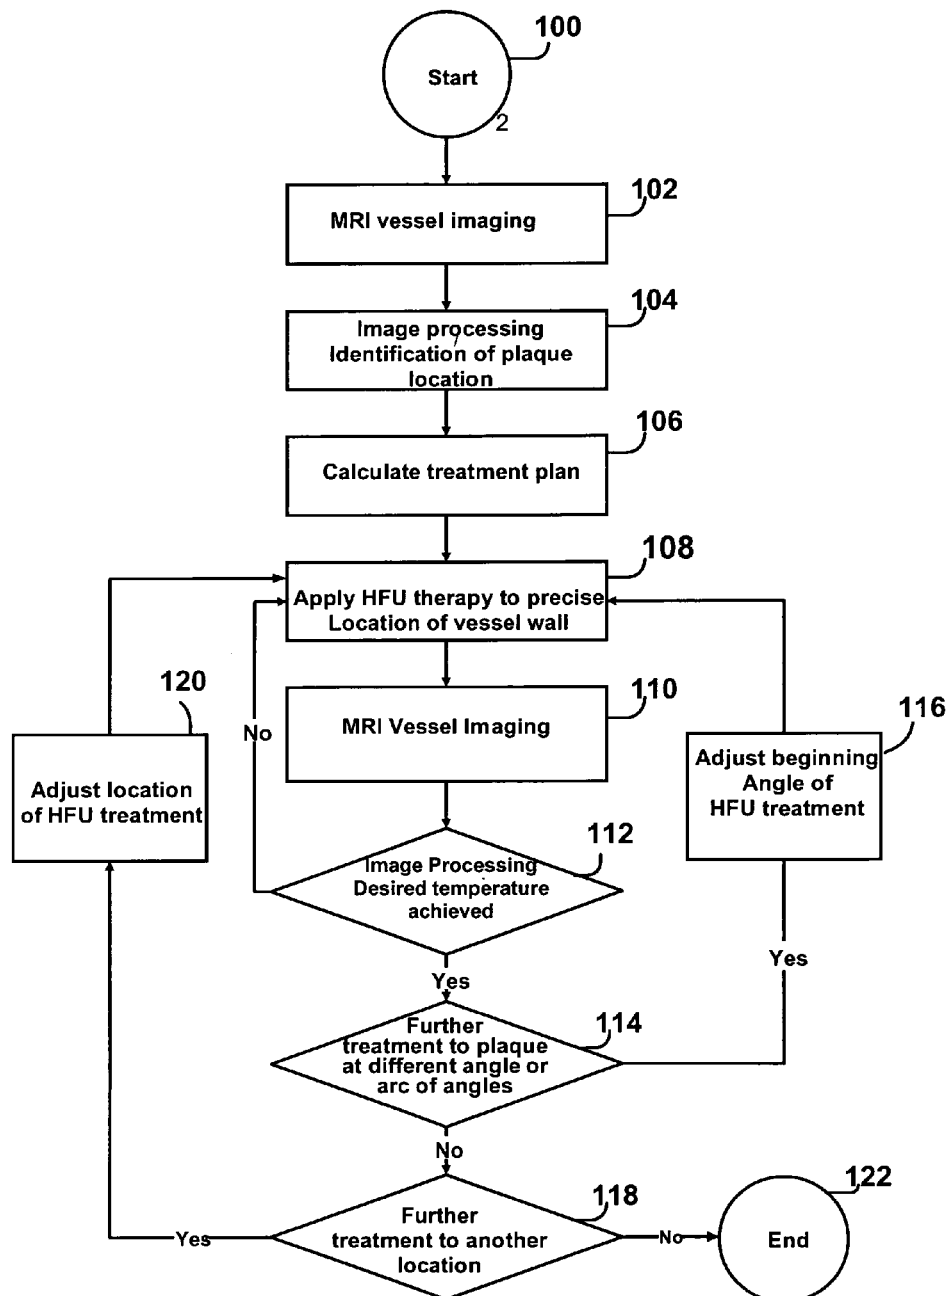 100
Start
2
102
MRI vessel imaging
104
Image processing
Identification of plaque
location
106
Calculate treatment plan
108
Apply HFU therapy to precise
Location of vessel wall
110
MRI Vessel Imaging
120
No
116
Adjust location
of HFU treatment
Adjust beginning
Angle of
HFU treatment
112
Image Processing
Desired temperature
achieved
Yes
Yes
114
Further
treatment to plaque
at different angle or
arc of angles
No
118
122
Further
treatment to another
location
Yes
No
End